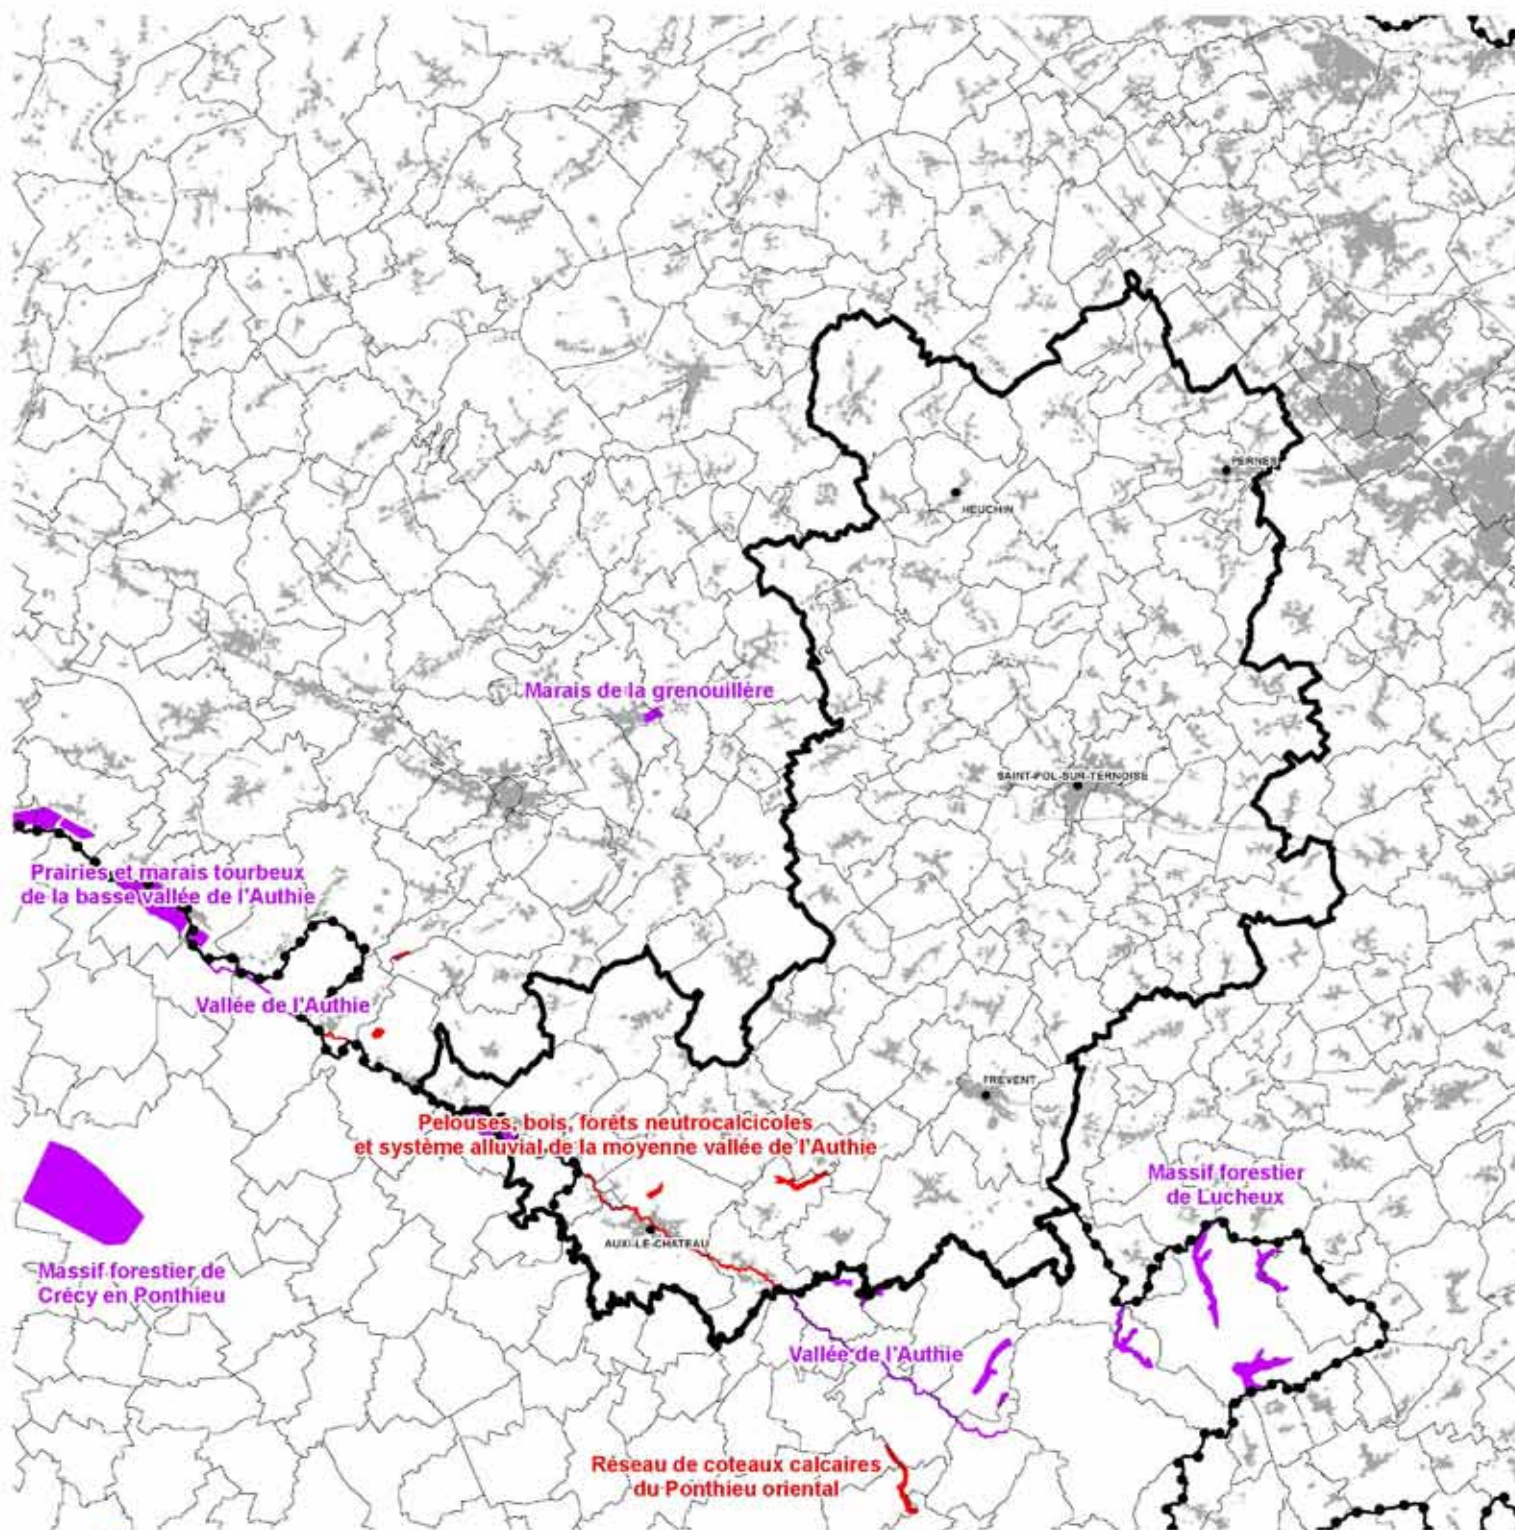 PERNES
HEUCHIN
Marais de la grenouillère
SAINT-POL-SUR-TERNOISE
Prairies et marais tourbeux
de la basse vallée de l'Authie
Vallée de l'Authie
FREVENT
Pelouses, bois, forêts neutrocalcicoles
et système alluvial de la moyenne vallée de l'Authie
Massif forestier
de Lucheux
AUXI-LE-CHATEAU
Massif forestier de
Crécy en Ponthieu
Vallée de l'Authie
Réseau de coteaux calcaires
du Ponthieu oriental